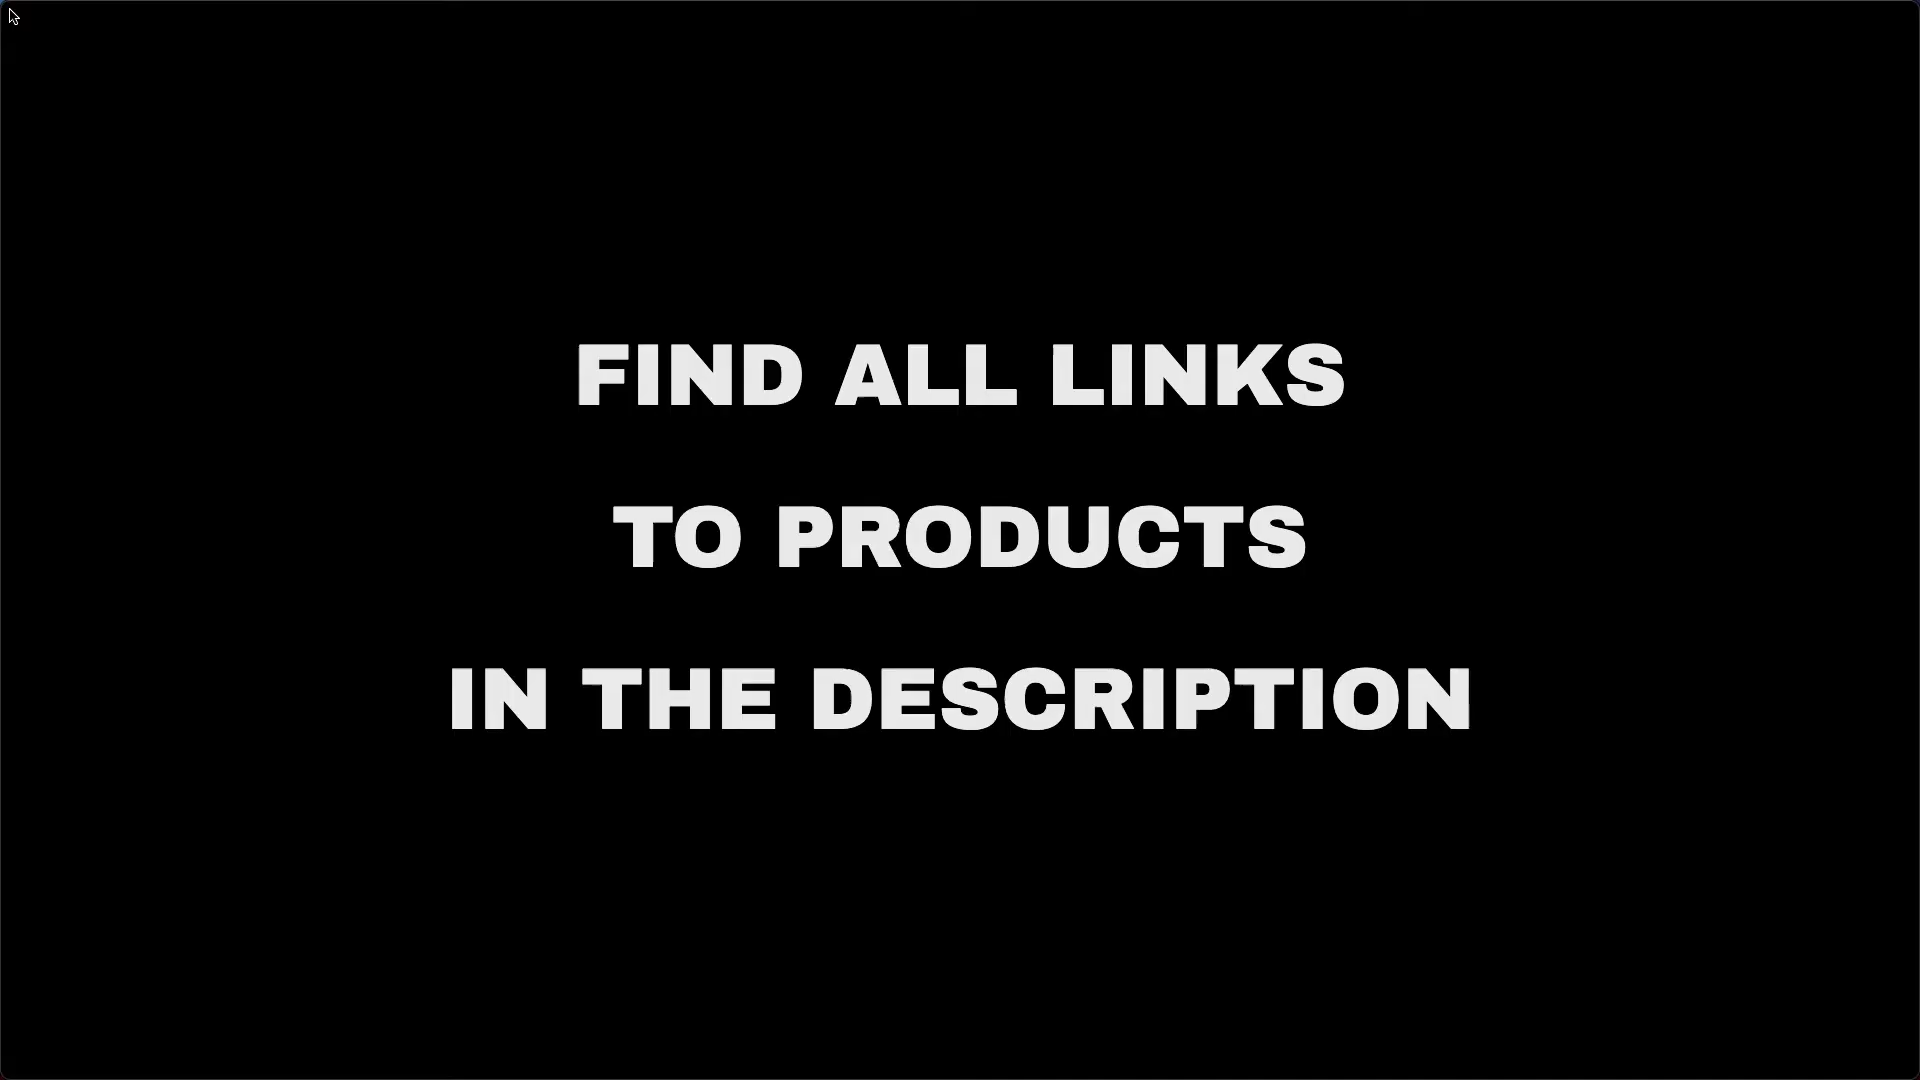 FIND ALL LINKS
TO PRODUCTS
IN THE DESCRIPTION